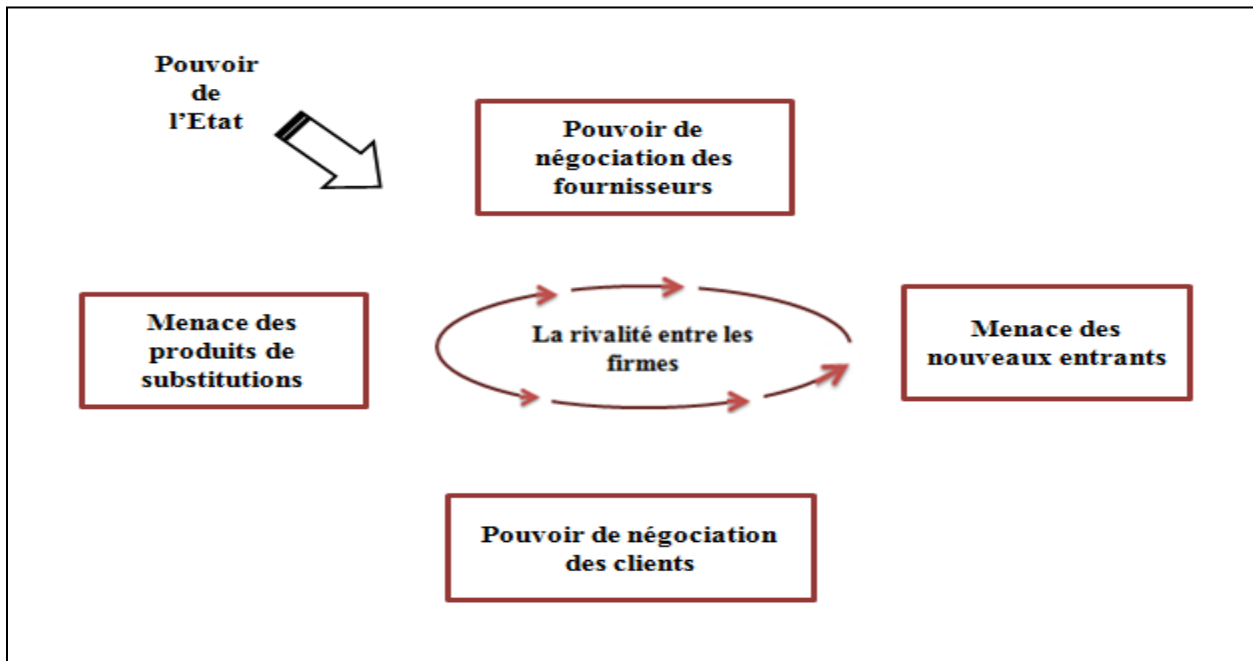 Pouvoir
de
l’Etat
Pouvoir de
négociation des
fournisseurs
Menace des
produits de
substitutions
La rivalité entre les
firmes
Menace des
nouveaux entrants
Pouvoir de négociation
des clients